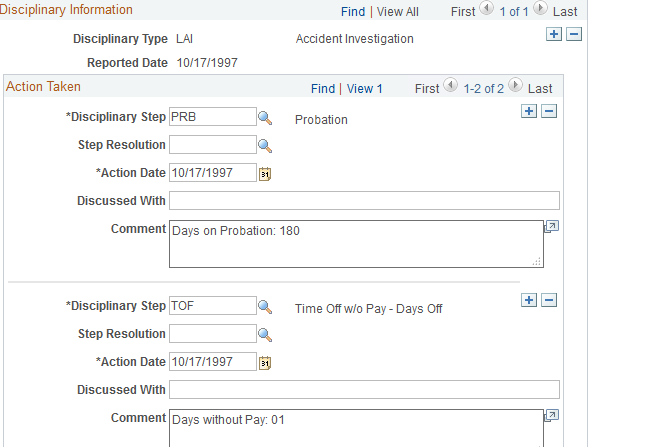 Disciplinary Information Find | View All First 1 of 1 Last
Disciplinary Type LAI Accident Investigation
Reported Date 10/17/1997
Action Taken Find | View 1 First 1-2 of 2 Last
*Disciplinary Step PRB Probation
Step Resolution
*Action Date 10/17/1997 31
Discussed With
Comment Days on Probation: 180
*Disciplinary Step TOF Time Off w/o Pay - Days Off
Step Resolution
*Action Date 10/17/1997 31
Discussed With
Comment Days without Pay: 01